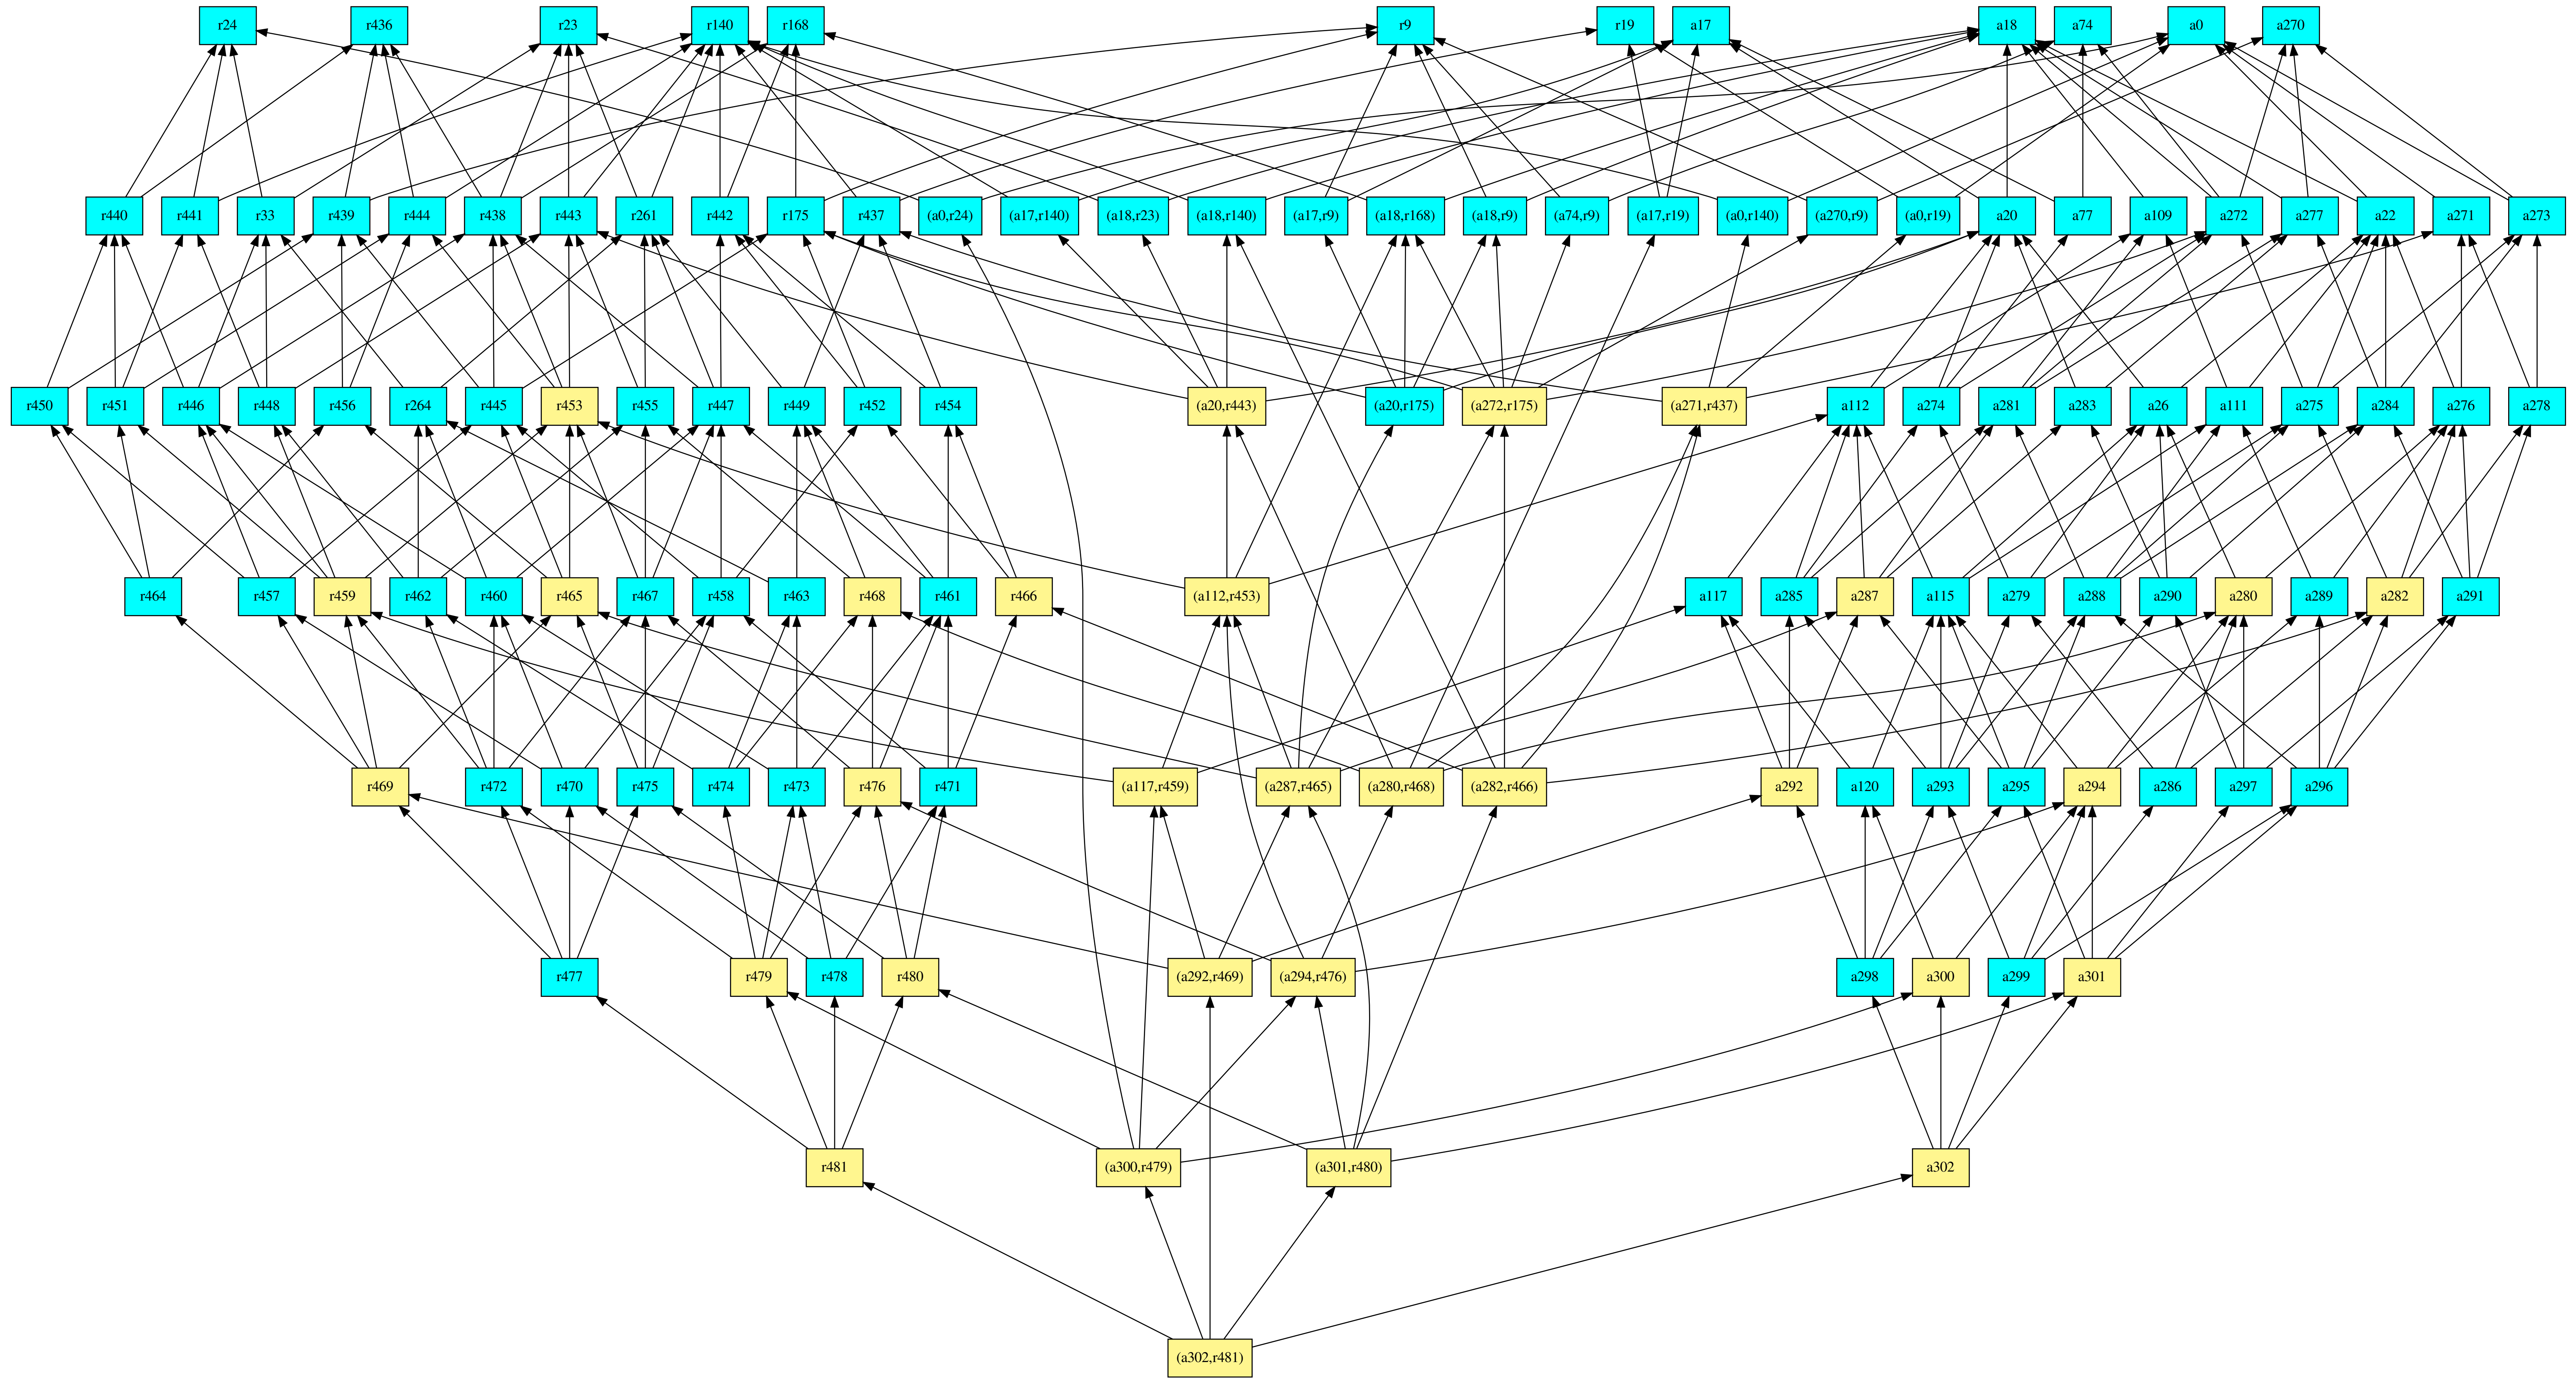 r24 r436 r23 r140 r168 r9 r19 a17 a18 a74 a0 a270
r440 r441 r33 r439 r444 r438 r443 r261 r442 r175 r437 (a0,r24) (a17,r140) (a18,r23) (a18,r140) (a17,r9) (a18,r168) (a18,r9) (a74,r9) (a17,r19) (a0,r140) (a270,r9) (a0,r19) a20 a77 a109 a272 a277 a22 a271 a273
r450 r451 r446 r448 r456 r264 r445 r453 r455 r447 r449 r452 r454 (a20,r443) (a20,r175) (a272,r175) (a271,r437) a112 a274 a281 a283 a26 a111 a275 a284 a276 a278
r464 r457 r459 r462 r460 r465 r467 r458 r463 r468 r461 r466 (a112,r453) a117 a285 a287 a115 a279 a288 a290 a280 a289 a282 a291
r469 r472 r470 r475 r474 r473 r476 r471 (a117,r459) (a287,r465) (a280,r468) (a282,r466) a292 a120 a293 a295 a294 a286 a297 a296
r477 r479 r478 r480 (a292,r469) (a294,r476) a298 a300 a299 a301
r481 (a300,r479) (a301,r480) a302
(a302,r481)